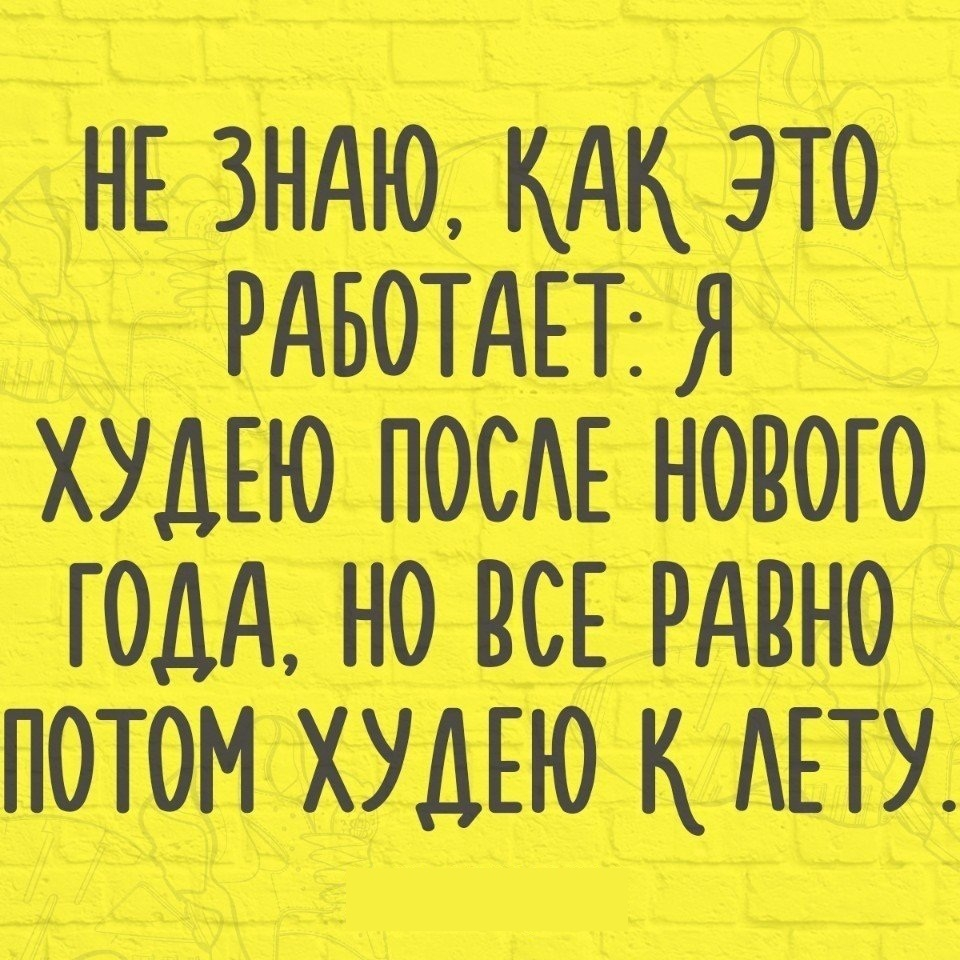 НЕ ЗНАЮ, КАК ЭТО
РАБОТАЕТ: Я
ХУДЕЮ ПОСЛЕ НОВОГО
ГОДА, НО ВСЕ РАВНО
ПОТОМ ХУДЕЮ К ЛЕТУ.